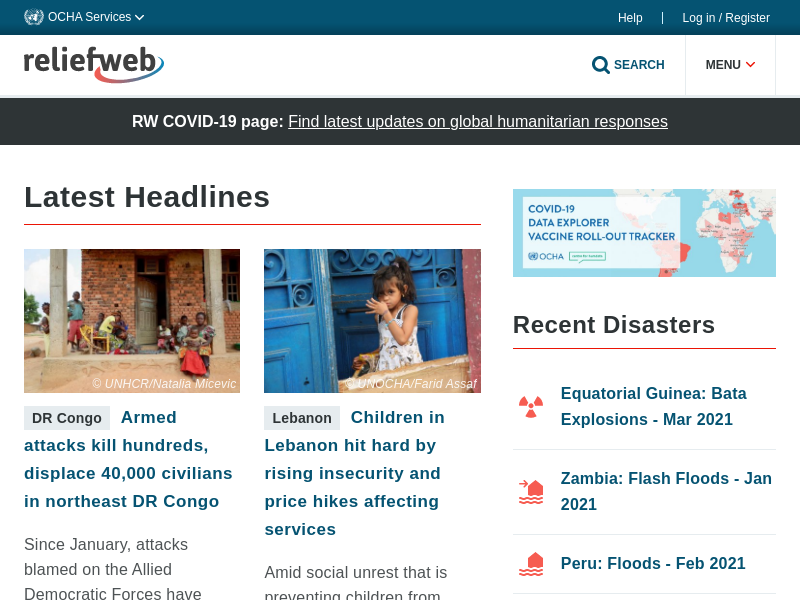 OCHA Services
Help
Log in / Register
reliefweb
SEARCH
MENU
RW COVID-19 page: Find latest updates on global humanitarian responses
Latest Headlines
© UNHCR/Natalia Micevic
DR Congo Armed
attacks kill hundreds,
displace 40,000 civilians
in northeast DR Congo
Since January, attacks
blamed on the Allied
Democratic Forces have
© UNOCHA/Farid Assaf
Lebanon Children in
Lebanon hit hard by
rising insecurity and
price hikes affecting
services
Amid social unrest that is
preventing children from
COVID-19
DATA EXPLORER
VACCINE ROLL-OUT TRACKER
OCHA
Recent Disasters
Equatorial Guinea: Bata
Explosions - Mar 2021
Zambia: Flash Floods - Jan
2021
Peru: Floods - Feb 2021